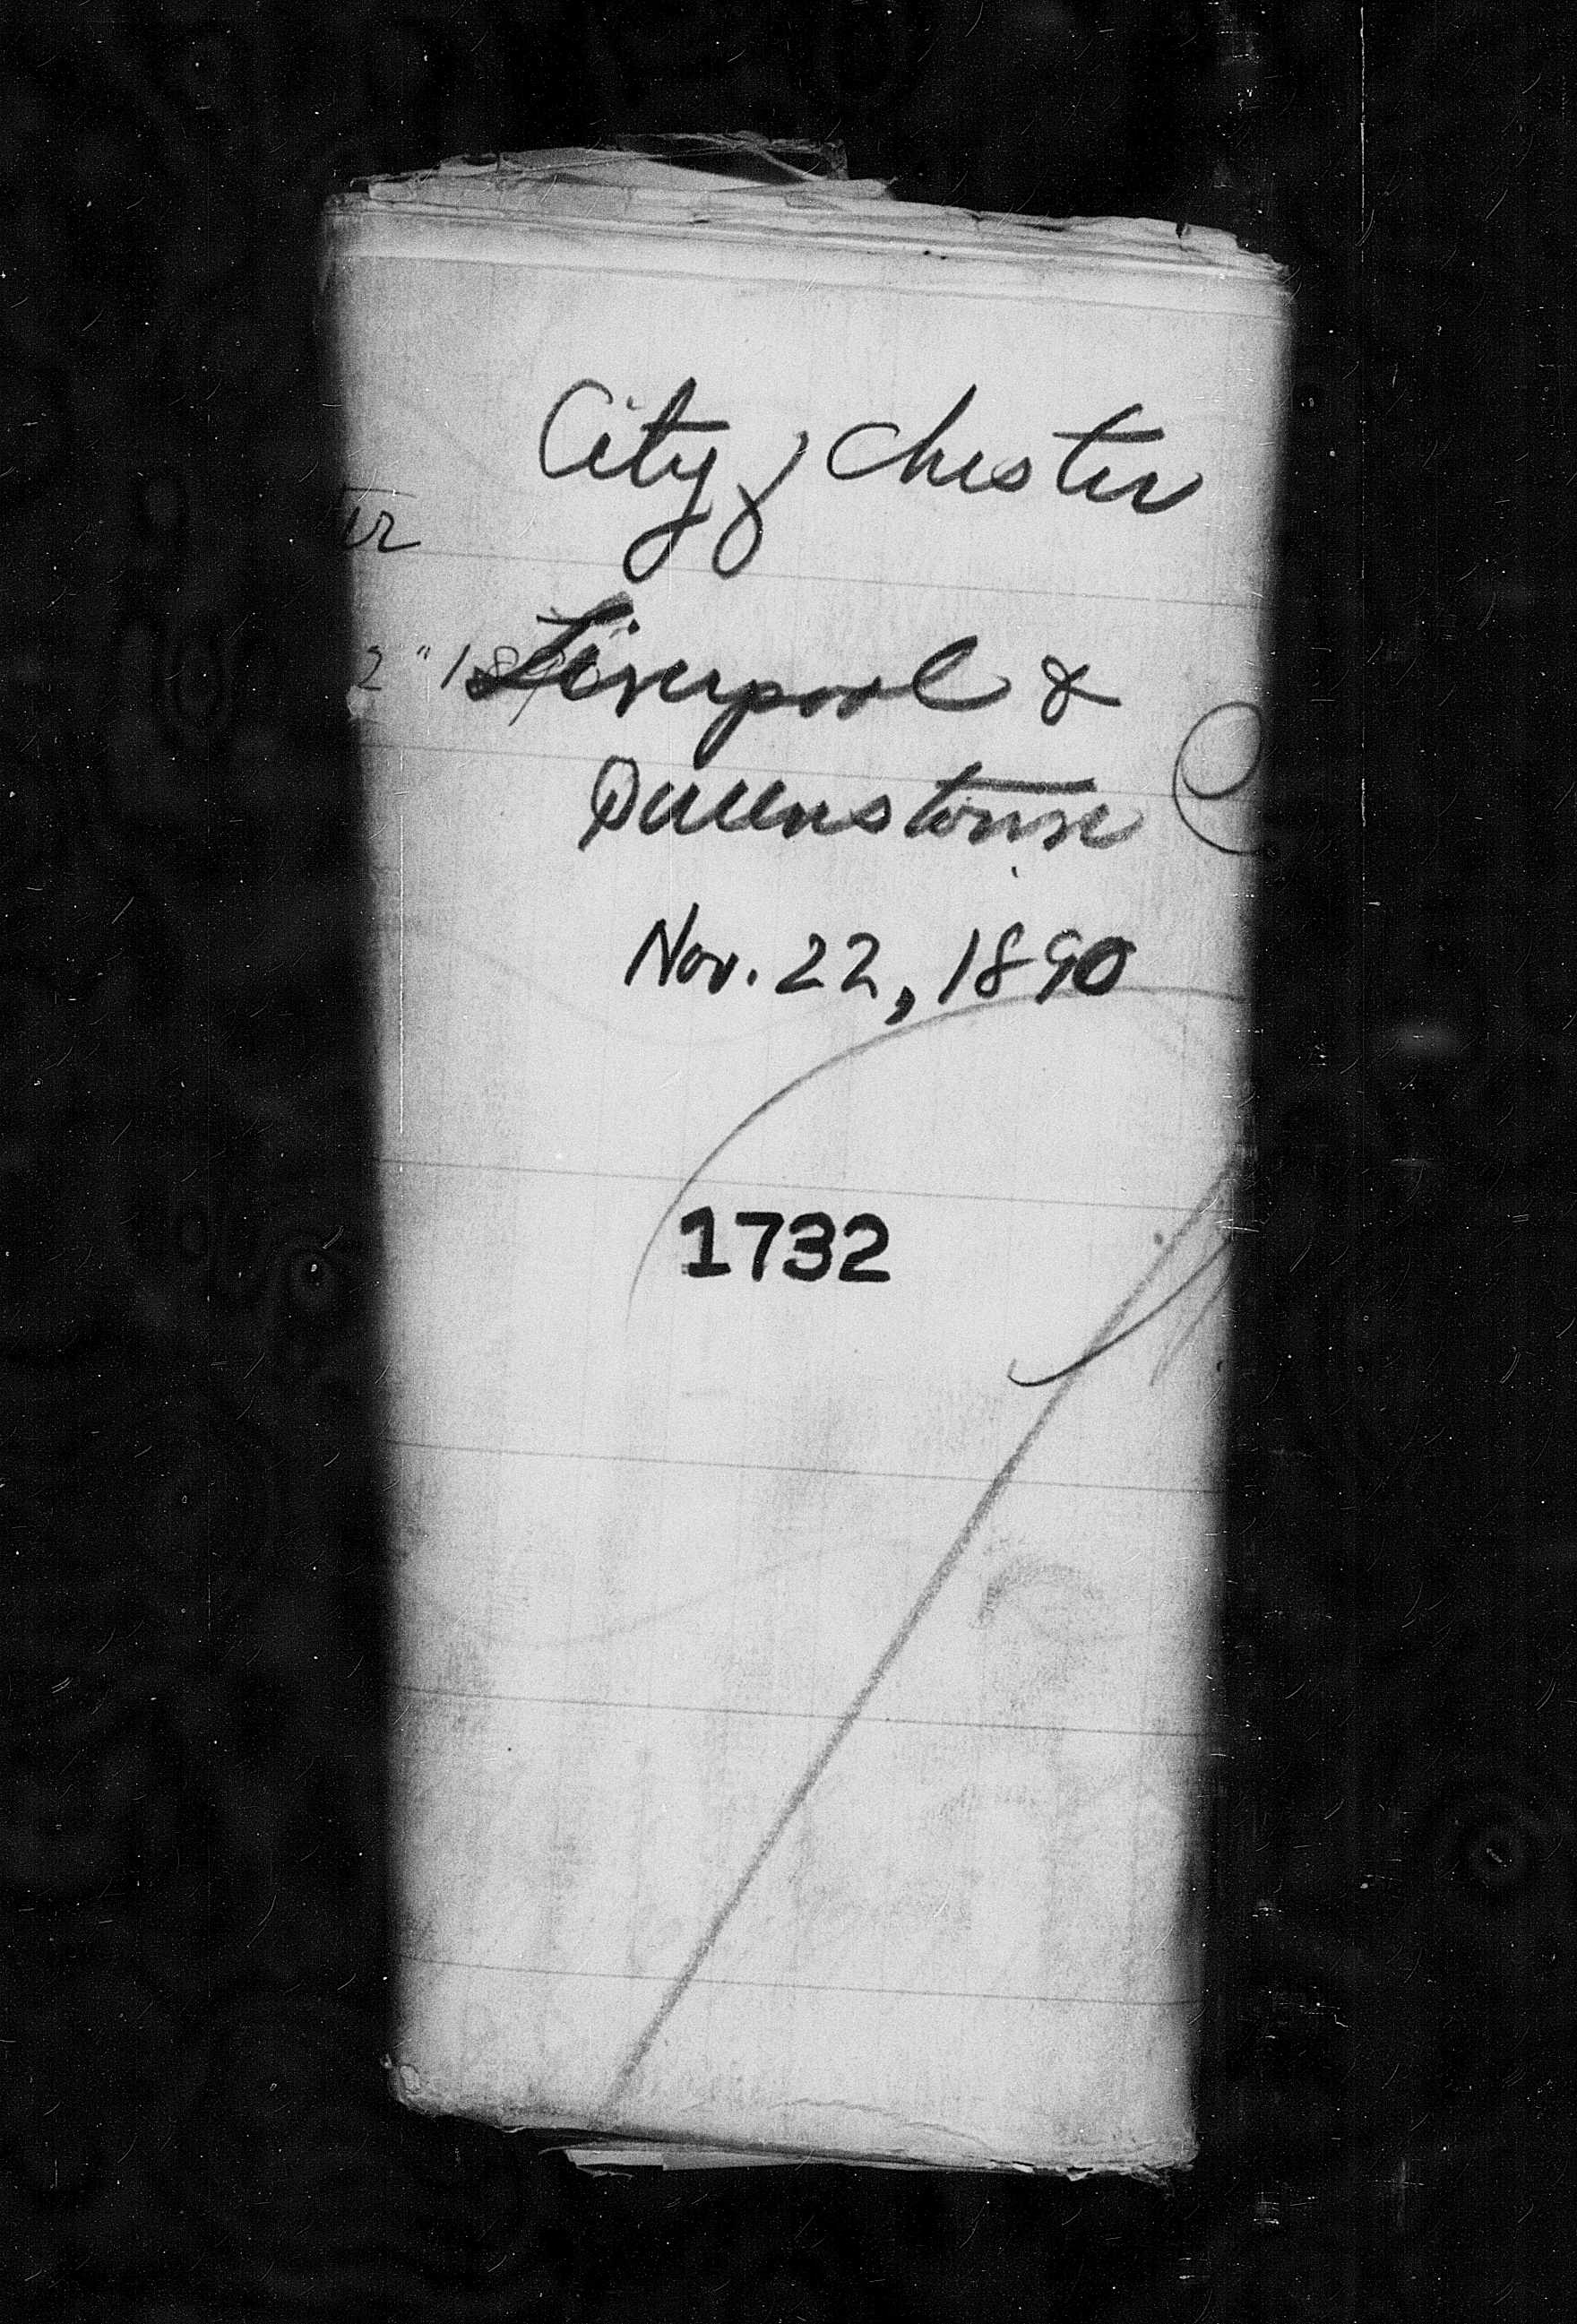 City of Chester
Liverpool &
Queenstown
Nov. 22, 1890
1732